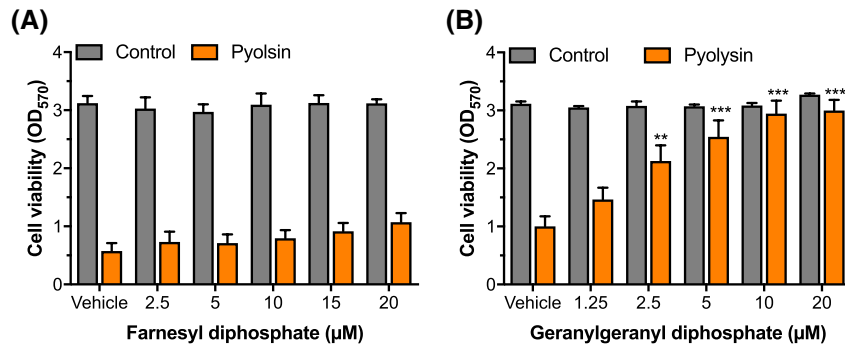 (A)
Control Pyolsin
Cell viability (OD570)
4
3
2
1
0
Vehicle 2.5 5 10 15 20
Farnesyl diphosphate (µM)
(B)
Control Pyolysin
Cell viability (OD570)
4
3
2
1
0
** *** *** ***
Vehicle 1.25 2.5 5 10 20
Geranylgeranyl diphosphate (µM)